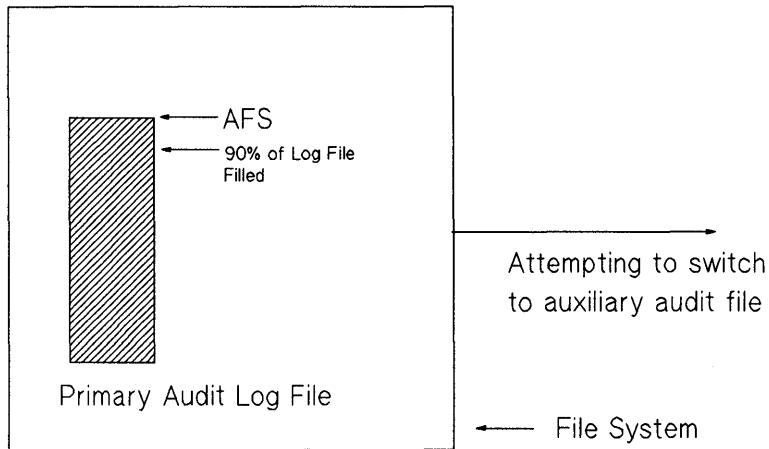 AFS
90% of Log File
Filled
Attempting to switch
to auxiliary audit file
Primary Audit Log File
File System